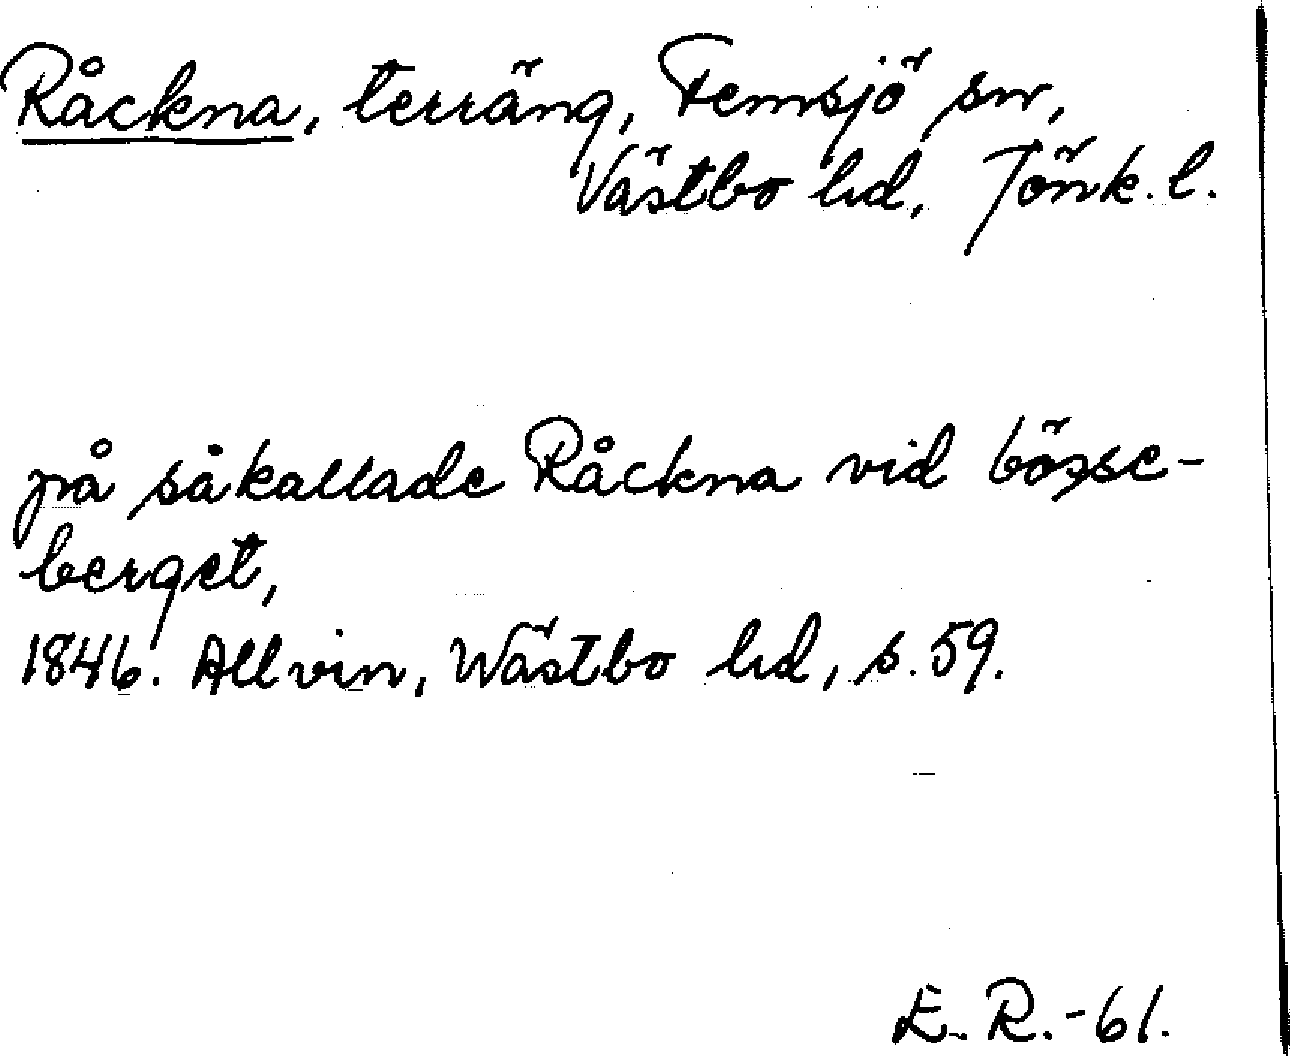 Råckna, terräng, Femsjö sn,
Västbo hd, Jönk. l.
på såkallade Råckna vid bösse-
berget,
1846. Allvin, Wästbo hd, s. 59.
E. R. -61.